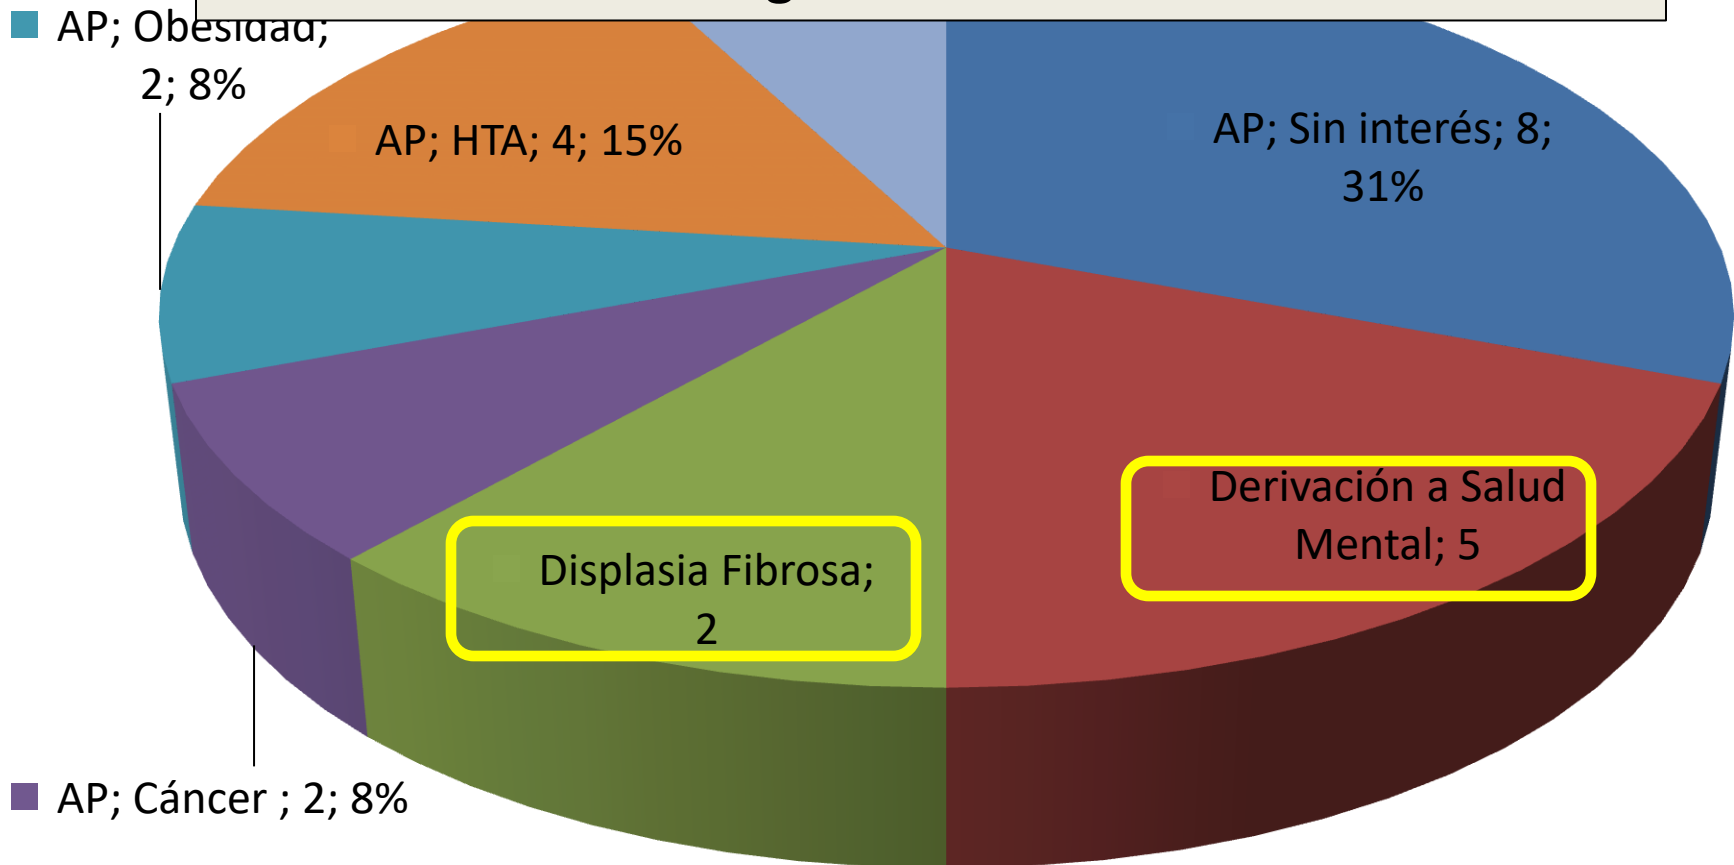 AP; Obesidad;
2; 8%
AP; HTA; 4; 15%
AP; Sin interés; 8;
31%
Derivación a Salud
Mental; 5
Displasia Fibrosa;
2
AP; Cáncer ; 2; 8%